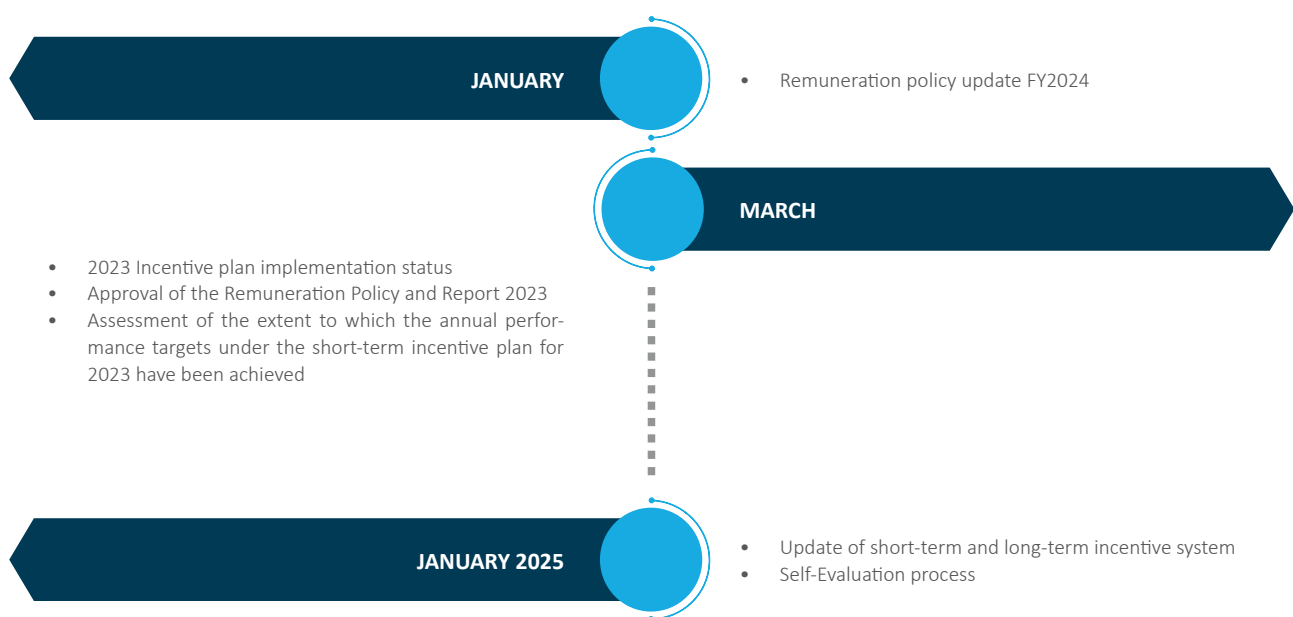 JANUARY
• Remuneration policy update FY2024
MARCH
• 2023 Incentive plan implementation status
• Approval of the Remuneration Policy and Report 2023
• Assessment of the extent to which the annual perfor-
mance targets under the short-term incentive plan for
2023 have been achieved
JANUARY 2025
• Update of short-term and long-term incentive system
• Self-Evaluation process